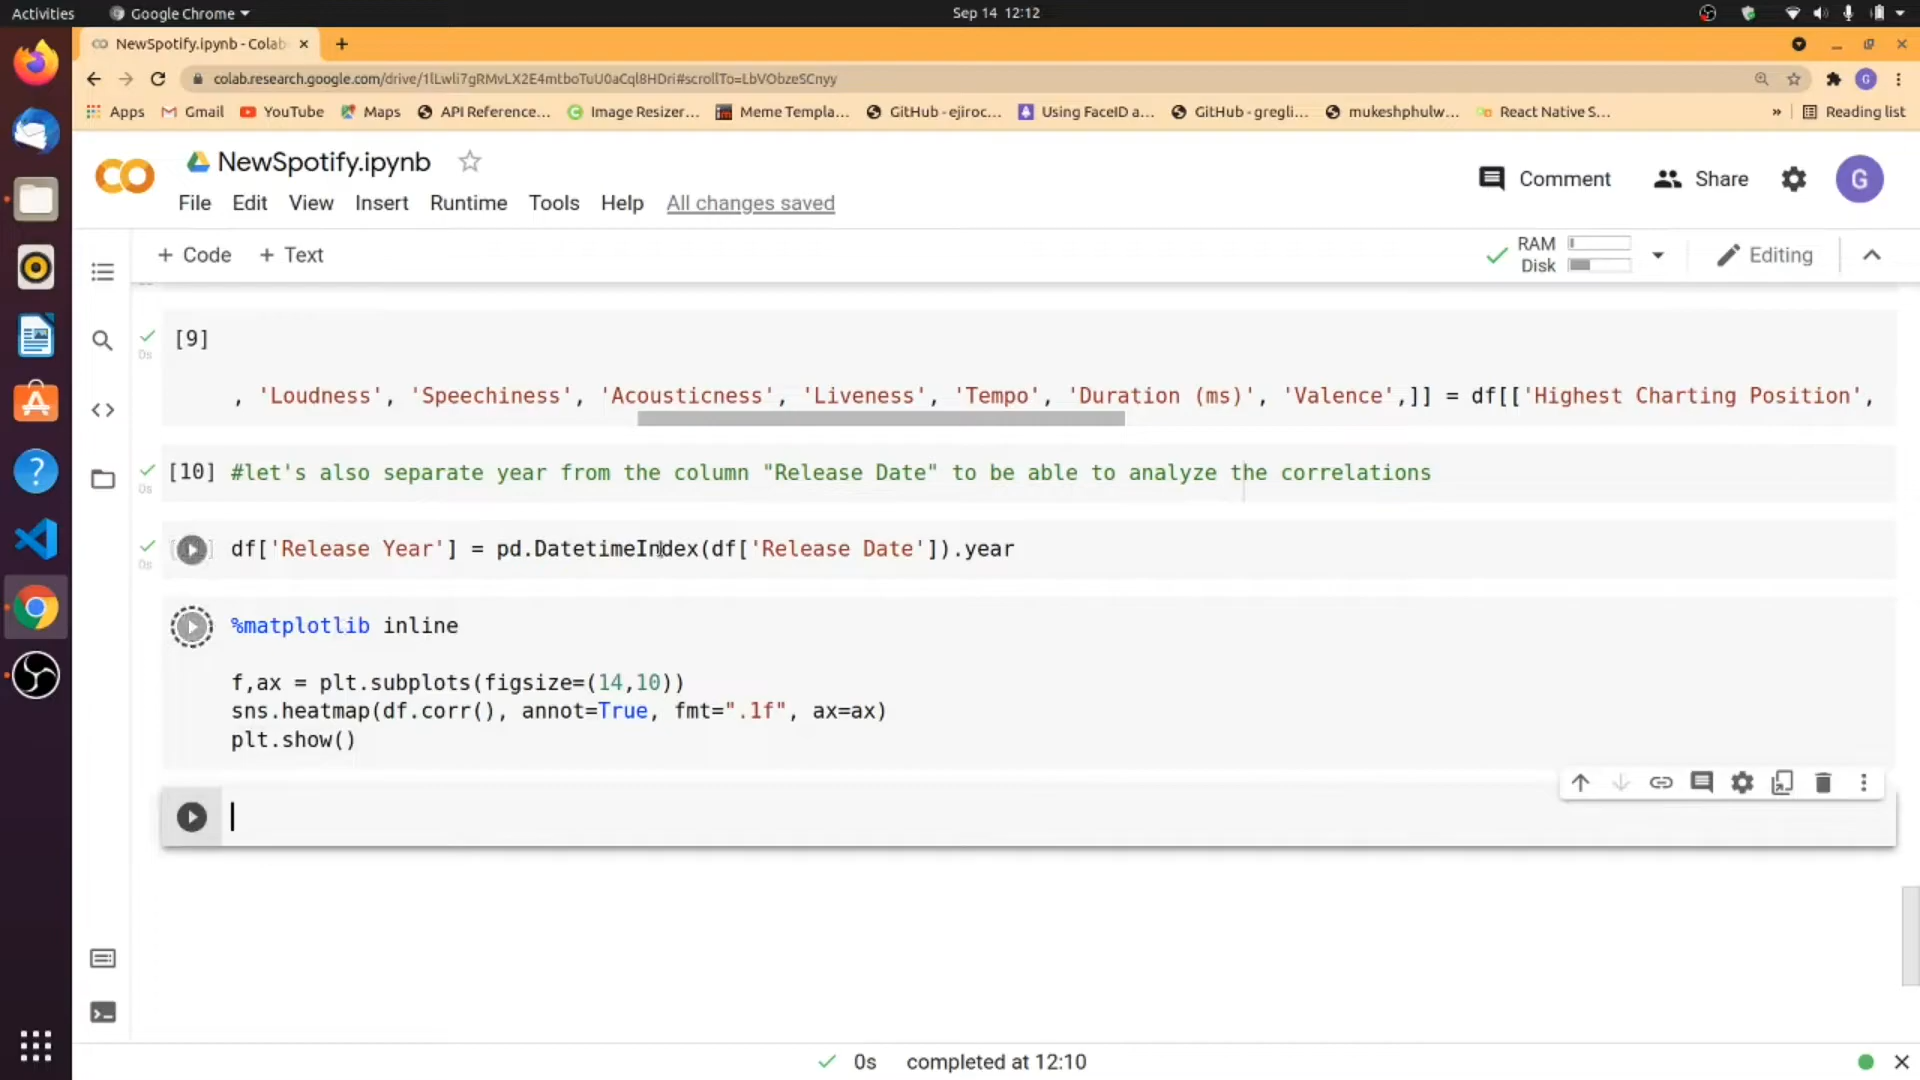 Activities
Google Chrome
Sep 14 12:12
NewSpotify.ipynb - Colab
colab.research.google.com/drive/1lLwli7gRMvLX2E4mtboTuU0aCql8HDri#scrollTo=LbVObzeSCnyy
Apps
Gmail
YouTube
Maps
API Reference...
Image Resizer...
Meme Templa...
GitHub - ejiroc...
Using FaceID a...
GitHub - gregli...
mukeshphulw...
React Native S...
»
Reading list
NewSpotify.ipynb
Comment
Share
G
File Edit View Insert Runtime Tools Help All changes saved
+ Code + Text
RAM
Disk
Editing
[9]
0s
, 'Loudness', 'Speechiness', 'Acousticness', 'Liveness', 'Tempo', 'Duration (ms)', 'Valence',]] = df[['Highest Charting Position',
[10] #let's also separate year from the column "Release Date" to be able to analyze the correlations
0s
df['Release Year'] = pd.DatetimeIndex(df['Release Date']).year
0s
%matplotlib inline
f,ax = plt.subplots(figsize=(14,10))
sns.heatmap(df.corr(), annot=True, fmt=".1f", ax=ax)
plt.show()
0s completed at 12:10